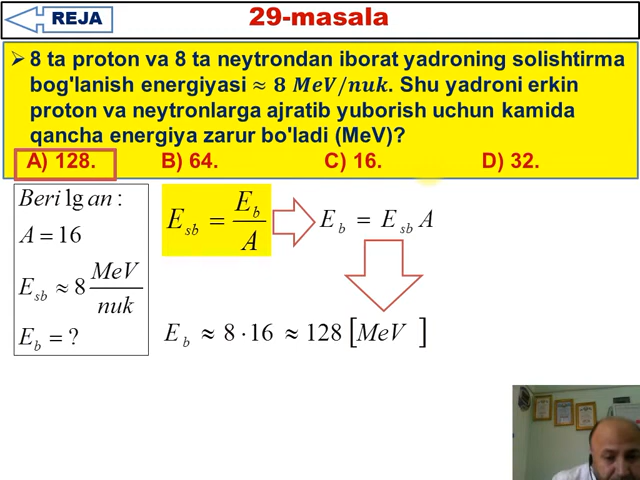 REJA
29-masala
➢ 8 ta proton va 8 ta neytrondan iborat yadroning solishtirma
bog'lanish energiyasi ≈ 8 MeV/nuk. Shu yadroni erkin
proton va neytronlarga ajratib yuborish uchun kamida
qancha energiya zarur bo'ladi (MeV)?
A) 128. B) 64. C) 16. D) 32.
Berilgan:
A = 16
E_sb ≈ 8 MeV/nuk
E_b = ?
E_sb = E_b/A
E_b = E_sb A
E_b ≈ 8 · 16 ≈ 128 [MeV]